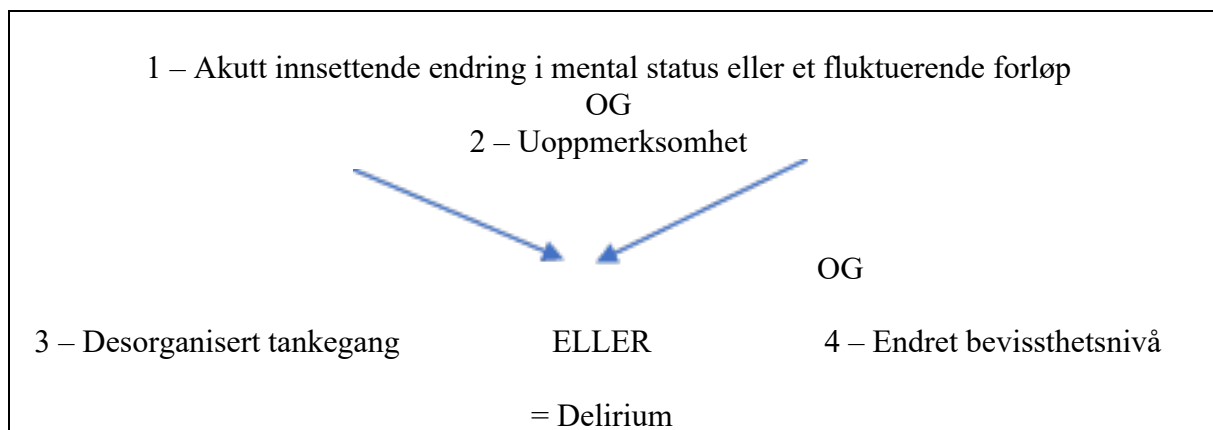 1 – Akutt innsettende endring i mental status eller et fluktuerende forløp
OG
2 – Uoppmerksomhet
OG
3 – Desorganisert tankegang ELLER 4 – Endret bevissthetsnivå
= Delirium